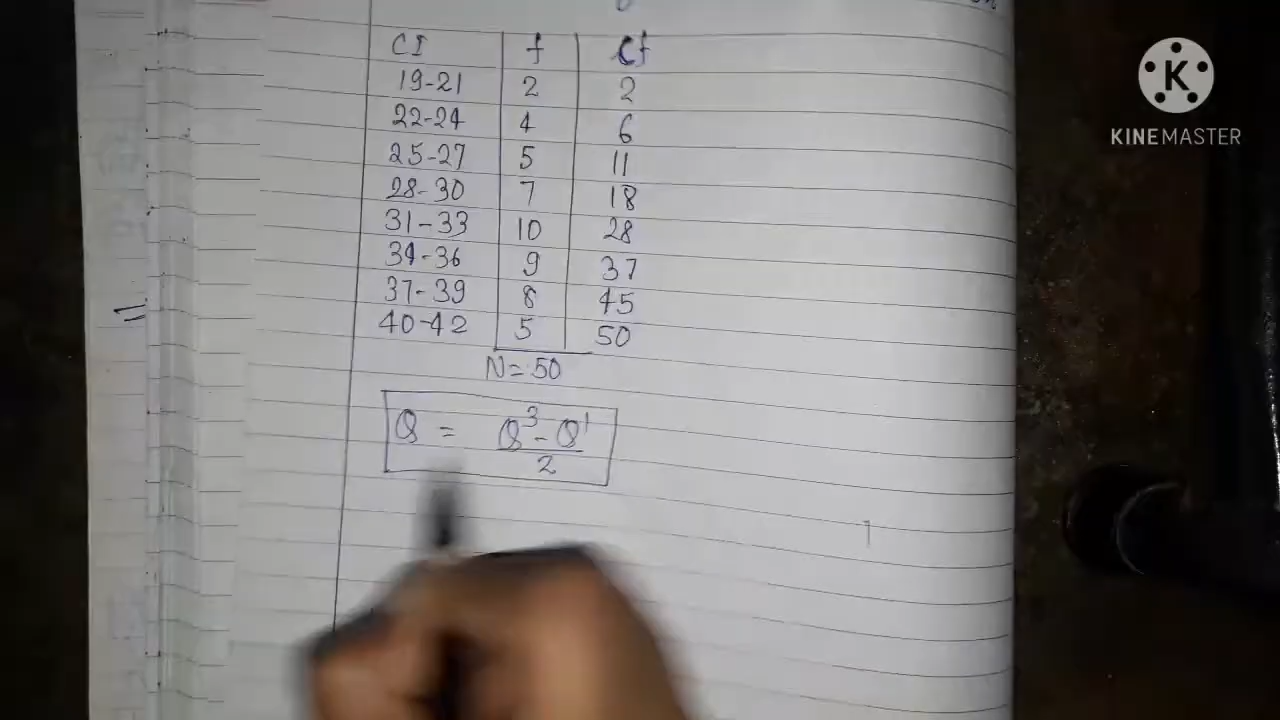 CI f Cf
19-21 2 2
22-24 4 6
25-27 5 11
28-30 7 18
31-33 10 28
34-36 9 37
37-39 8 45
40-42 5 50
N = 50
Q = Q³ - Q¹
2
KINEMASTER